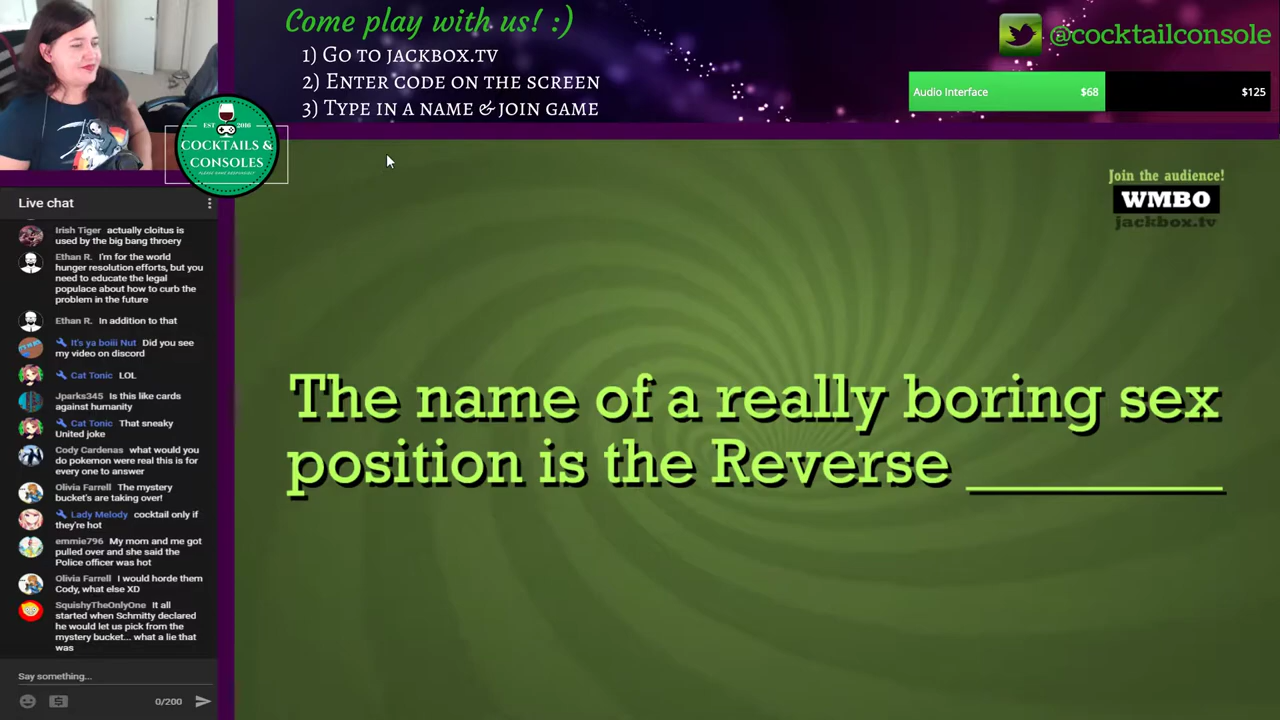 Come play with us! :)
1) Go to jackbox.tv
2) Enter code on the screen
3) Type in a name & join game
@cocktailconsole
Audio Interface $68 $125
EST 2016
COCKTAILS &
CONSOLES
PLEASE GAME RESPONSIBLY
Join the audience!
WMBO
jackbox.tv
Live chat
Irish Tiger actually cloitus is
used by the big bang throery
Ethan R. I'm for the world
hunger resolution efforts, but you
need to educate the legal
populace about how to curb the
problem in the future
Ethan R. In addition to that
It's ya boiii Nut Did you see
my video on discord
Cat Tonic LOL
Jparks345 Is this like cards
against humanity
Cat Tonic That sneaky
United joke
Cody Cardenas what would you
do pokemon were real this is for
every one to answer
Olivia Farrell The mystery
bucket's are taking over!
Lady Melody cocktail only if
they're hot
emmie796 My mom and me got
pulled over and she said the
Police officer was hot
Olivia Farrell I would horde them
Cody, what else XD
SquishyTheOnlyOne It all
started when Schmitty declared
he would let us pick from the
mystery bucket... what a lie that
was
Say something...
0/200
The name of a really boring sex
position is the Reverse ________